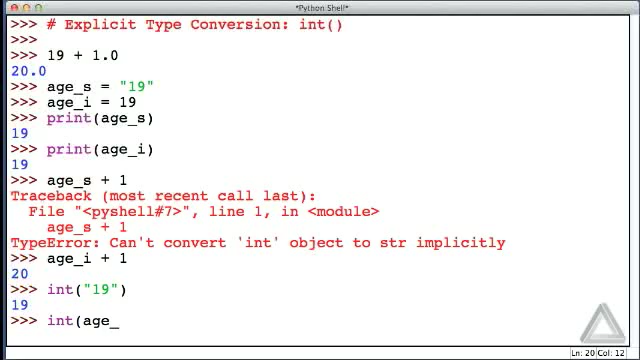 *Python Shell*
>>> # Explicit Type Conversion: int()
>>>
>>> 19 + 1.0
20.0
>>> age_s = "19"
>>> age_i = 19
>>> print(age_s)
19
>>> print(age_i)
19
>>> age_s + 1
Traceback (most recent call last):
  File "<pyshell#7>", line 1, in <module>
    age_s + 1
TypeError: Can't convert 'int' object to str implicitly
>>> age_i + 1
20
>>> int("19")
19
>>> int(age_
Ln: 20 Col: 12